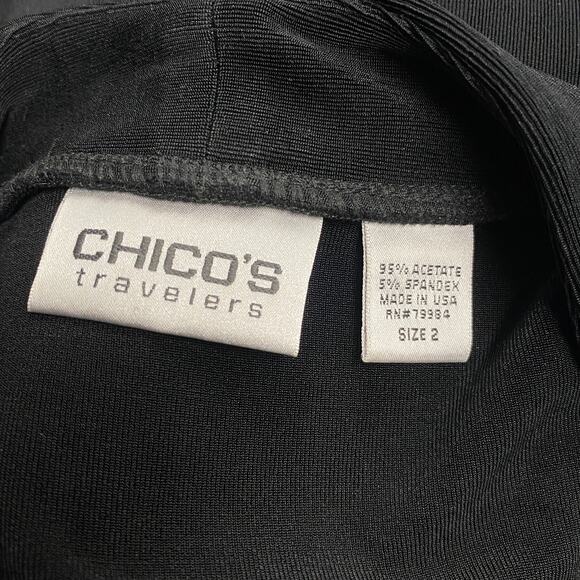 CHICO'S
travelers
95% ACETATE
5% SPANDEX
MADE IN USA
RN#79984
SIZE 2